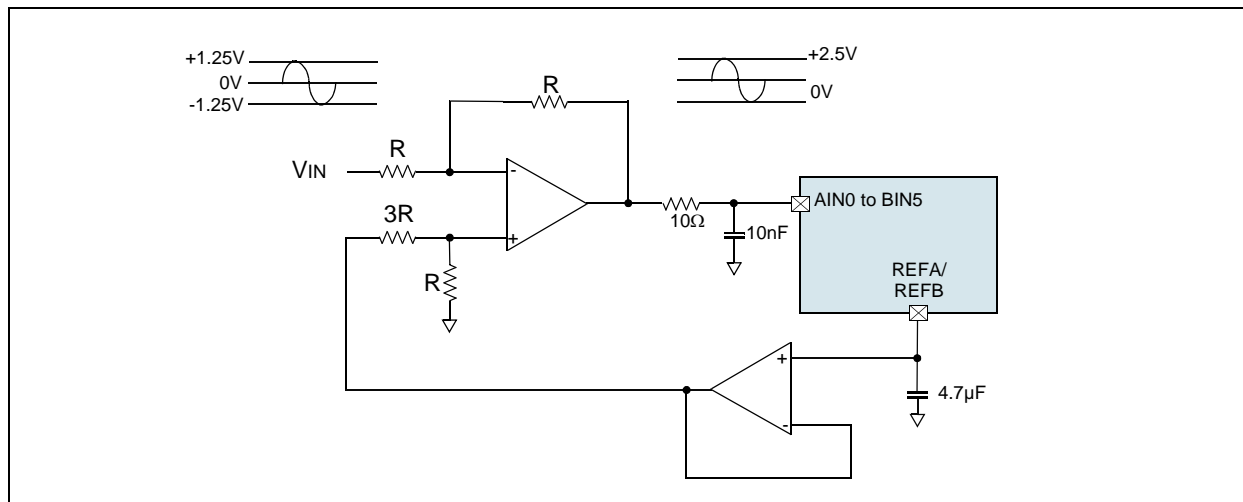 +1.25V
0V
-1.25V
+2.5V
0V
R
R
VIN
-
3R
+
R
10Ω
10nF
AIN0 to BIN5
REFA/
REFB
+
-
4.7µF